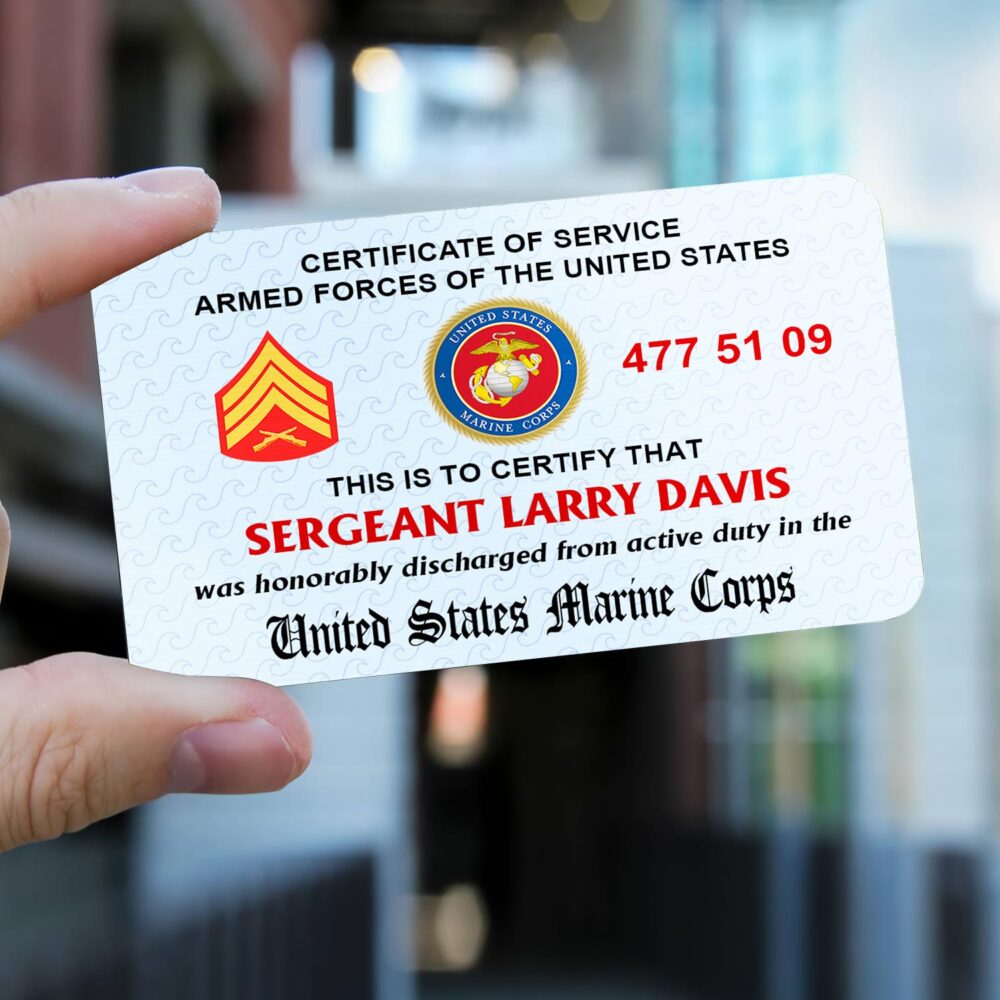 CERTIFICATE OF SERVICE
ARMED FORCES OF THE UNITED STATES
UNITED STATES
MARINE CORPS
477 51 09
THIS IS TO CERTIFY THAT
SERGEANT LARRY DAVIS
was honorably discharged from active duty in the
United States Marine Corps